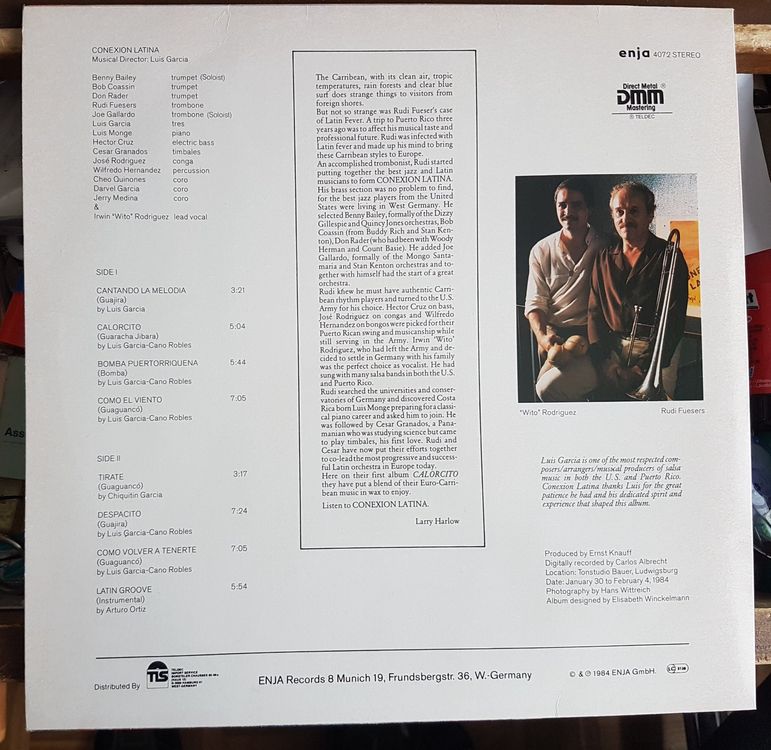 CONEXION LATINA
Musical Director: Luis Garcia
Benny Bailey trumpet (Soloist)
Bob Coassin trumpet
Don Rader trumpet
Rudi Fuesers trombone
Joe Gallardo trombone (Soloist)
Luis Garcia tres
Luis Monge piano
Hector Cruz electric bass
Cesar Granados timbales
José Rodriguez conga
Wilfredo Hernandez percussion
Cheo Quinones coro
Darvel Garcia coro
Jerry Medina coro
&
Irwin "Wito" Rodriguez lead vocal
SIDE I
CANTANDO LA MELODIA 3:21
(Guajira)
by Luis Garcia
CALORCITO 5:04
(Guaracha Jibara)
by Luis Garcia-Cano Robles
BOMBA PUERTORRIQUENA 5:44
(Bomba)
by Luis Garcia-Cano Robles
COMO EL VIENTO 7:05
(Guaguancó)
by Luis Garcia-Cano Robles
SIDE II
TIRATE 3:17
(Guaguancó)
by Chiquitin Garcia
DESPACITO 7:24
(Guajira)
by Luis Garcia-Cano Robles
COMO VOLVER A TENERTE 7:05
(Guaguancó)
by Luis Garcia-Cano Robles
LATIN GROOVE 5:54
(Instrumental)
by Arturo Ortiz
The Carribean, with its clean air, tropic
temperatures, rain forests and clear blue
surf does strange things to visitors from
foreign shores.
But not so strange was Rudi Fueser's case
of Latin Fever. A trip to Puerto Rico three
years ago was to affect his musical taste and
professional future. Rudi was infected with
Latin fever and made up his mind to bring
these Carribean styles to Europe.
An accomplished trombonist, Rudi started
putting together the best jazz and Latin
musicians to form CONEXION LATINA.
His brass section was no problem to find,
for the best jazz players from the United
States were living in West Germany. He
selected Benny Bailey, formally of the Dizzy
Gillespie and Quincy Jones orchestras, Bob
Coassin (from Buddy Rich and Stan Ken-
ton), Don Rader (who had been with Woody
Herman and Count Basie). He added Joe
Gallardo, formally of the Mongo Santa-
maria and Stan Kenton orchestras and to-
gether with himself had the start of a great
orchestra.
Rudi knew he must have authentic Carri-
bean rhythm players and turned to the U.S.
Army for his choice. Hector Cruz on bass,
José Rodriguez on congas and Wilfredo
Hernandez on bongos were picked for their
Puerto Rican swing and musicanship while
still serving in the Army. Irwin 'Wito'
Rodriguez, who had left the Army and de-
cided to settle in Germany with his family
was the perfect choice as vocalist. He had
sung with many salsa bands in both the U.S.
and Puerto Rico.
Rudi searched the universities and conser-
vatories of Germany and discovered Costa
Rica born Luis Monge preparing for a classi-
cal piano career and asked him to join. He
was followed by Cesar Granados, a Pana-
manian who was studying science but came
to play timbales, his first love. Rudi and
Cesar have now put their efforts together
to co-lead the most progressive and success-
ful Latin orchestra in Europe today.
Here on their first album CALORCITO
they have put a blend of their Euro-Carri-
bean music in wax to enjoy.
Listen to CONEXION LATINA.
Larry Harlow
enja 4072 STEREO
Direct Metal
DMM
Mastering
℗ TELDEC
"Wito" Rodriguez
Rudi Fuesers
Luis Garcia is one of the most respected com-
posers/arrangers/musical producers of salsa
music in both the U.S. and Puerto Rico.
Conexion Latina thanks Luis for the great
patience he had and his dedicated spirit and
experience that shaped this album.
Produced by Ernst Knauff
Digitally recorded by Carlos Albrecht
Location: Tonstudio Bauer, Ludwigsburg
Date: January 30 to February 4, 1984
Photography by Hans Wittreich
Album designed by Elisabeth Winckelmann
Distributed By
TIS
TELDEC
IMPORT SERVICE
WEST GERMANY
ENJA Records 8 Munich 19, Frundsbergstr. 36, W.-Germany
© & ℗ 1984 ENJA GmbH.
LC
Ass